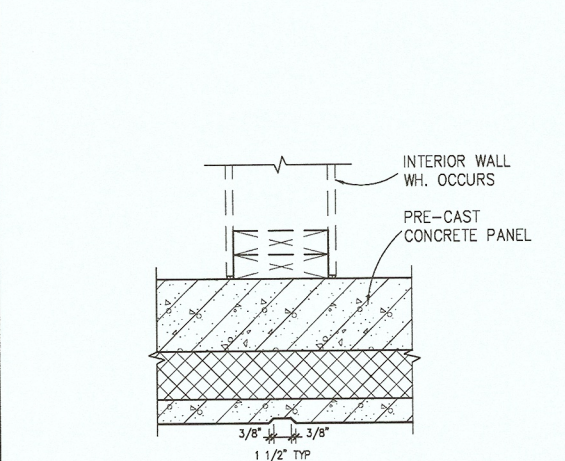 INTERIOR WALL
WH. OCCURS
PRE-CAST
CONCRETE PANEL
3/8" 3/8"
1 1/2" TYP